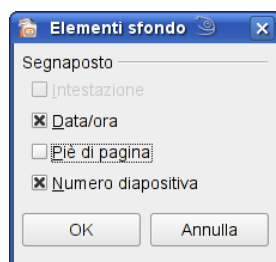 Elementi sfondo
Segnaposto
Intestazione
Data/ora
Piè di pagina
Numero diapositiva
OK Annulla